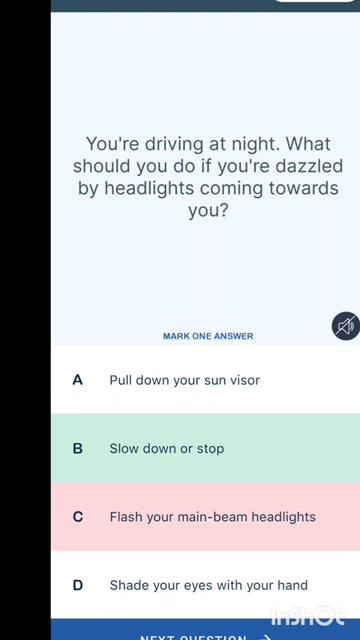 You're driving at night. What
should you do if you're dazzled
by headlights coming towards
you?
MARK ONE ANSWER
A Pull down your sun visor
B Slow down or stop
C Flash your main-beam headlights
D Shade your eyes with your hand
NEXT QUESTION →
InShOt